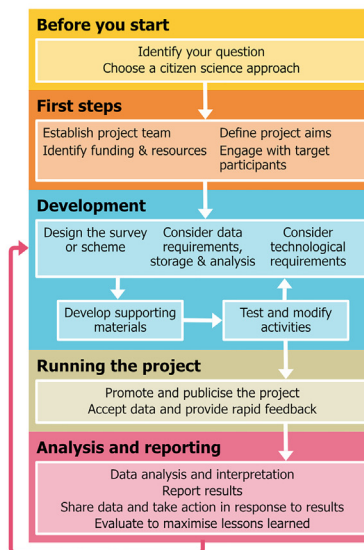 Before you start
Identify your question
Choose a citizen science approach
First steps
Establish project team
Identify funding & resources
Define project aims
Engage with target
participants
Development
Design the survey
or scheme
Consider data
requirements,
storage & analysis
Consider
technological
requirements
Develop supporting
materials
Test and modify
activities
Running the project
Promote and publicise the project
Accept data and provide rapid feedback
Analysis and reporting
Data analysis and interpretation
Report results
Share data and take action in response to results
Evaluate to maximise lessons learned